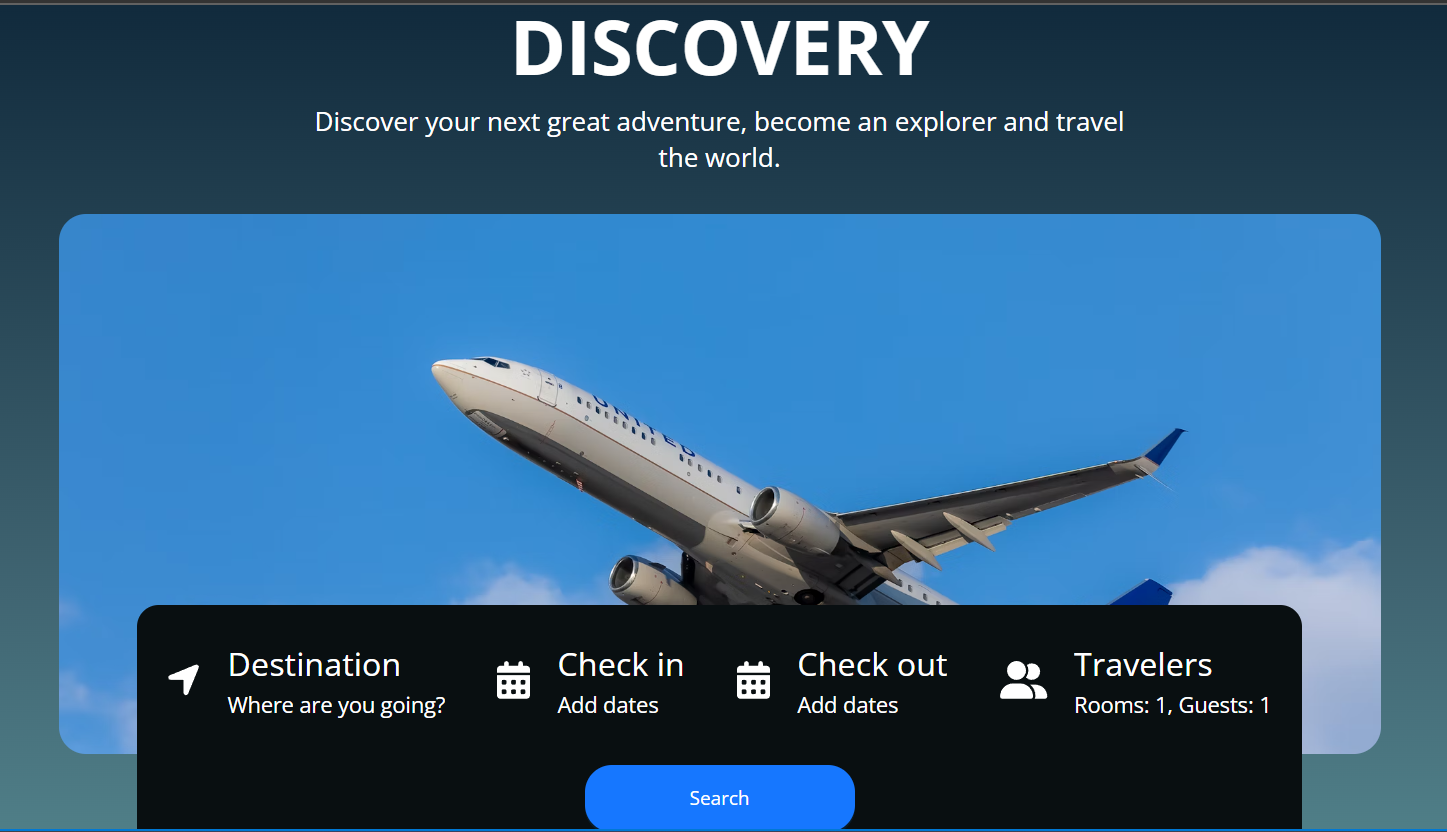 DISCOVERY
Discover your next great adventure, become an explorer and travel
the world.
UNITED
Destination
Where are you going?
Check in
Add dates
Check out
Add dates
Travelers
Rooms: 1, Guests: 1
Search